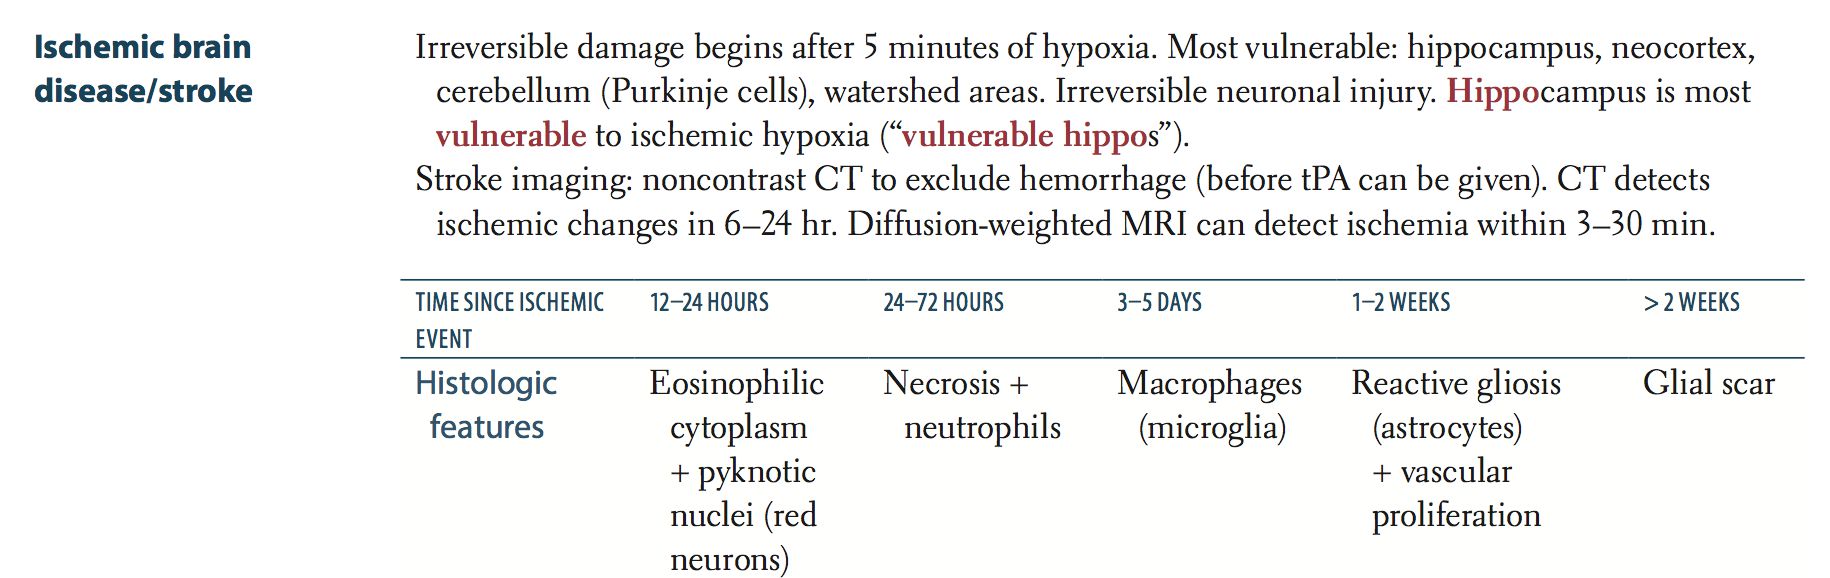 Ischemic brain
disease/stroke
Irreversible damage begins after 5 minutes of hypoxia. Most vulnerable: hippocampus, neocortex,
cerebellum (Purkinje cells), watershed areas. Irreversible neuronal injury. Hippocampus is most
vulnerable to ischemic hypoxia (“vulnerable hippos”).
Stroke imaging: noncontrast CT to exclude hemorrhage (before tPA can be given). CT detects
ischemic changes in 6–24 hr. Diffusion-weighted MRI can detect ischemia within 3–30 min.
TIME SINCE ISCHEMIC
EVENT
12–24 HOURS
24–72 HOURS
3–5 DAYS
1–2 WEEKS
> 2 WEEKS
Histologic
features
Eosinophilic
cytoplasm
+ pyknotic
nuclei (red
neurons)
Necrosis +
neutrophils
Macrophages
(microglia)
Reactive gliosis
(astrocytes)
+ vascular
proliferation
Glial scar